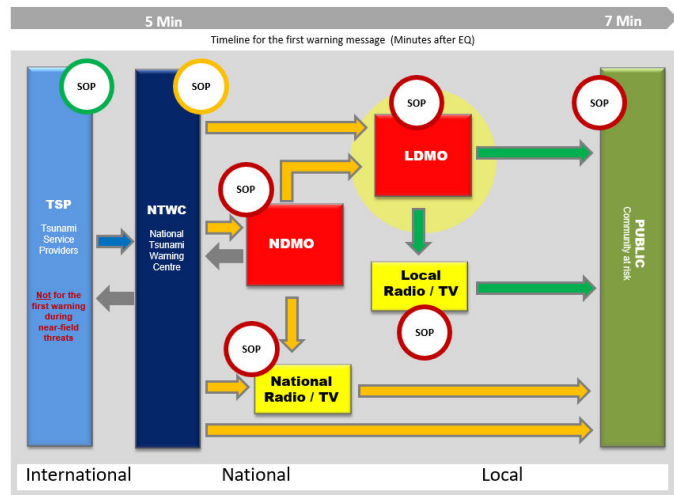 5 Min
7 Min
Timeline for the first warning message (Minutes after EQ)
SOP
SOP
SOP
SOP
LDMO
SOP
TSP
Tsunami
Service
Providers
NTWC
National
Tsunami
Warning
Centre
NDMO
PUBLIC
Community at risk
Not for the
first warning
during
near-field
threats
Local
Radio / TV
SOP
SOP
National
Radio / TV
International
National
Local